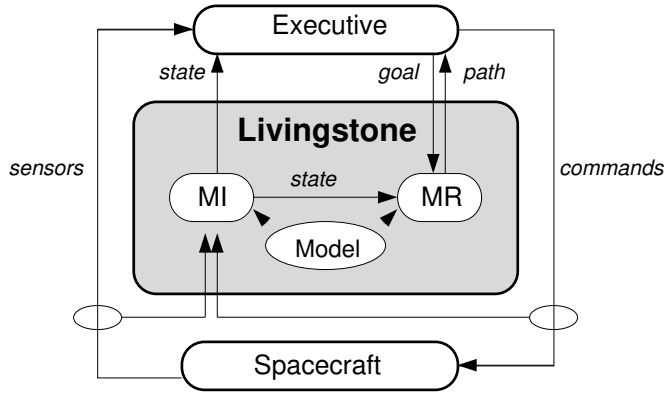 Executive
state
goal
path
Livingstone
sensors
commands
state
MI
MR
Model
Spacecraft